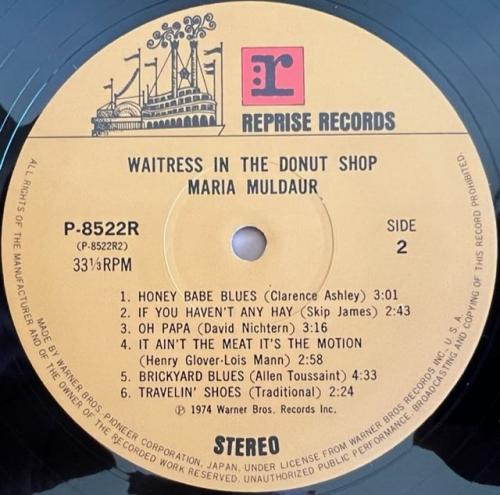 r
REPRISE RECORDS
WAITRESS IN THE DONUT SHOP
MARIA MULDAUR
P-8522R
(P-8522R2)
33⅓RPM
SIDE
2
1. HONEY BABE BLUES (Clarence Ashley) 3:01
2. IF YOU HAVEN'T ANY HAY (Skip James) 2:43
3. OH PAPA (David Nichtern) 3:16
4. IT AIN'T THE MEAT IT'S THE MOTION
(Henry Glover-Lois Mann) 2:58
5. BRICKYARD BLUES (Allen Toussaint) 4:33
6. TRAVELIN' SHOES (Traditional) 2:24
℗ 1974 Warner Bros. Records Inc.
STEREO
ALL RIGHTS OF THE MANUFACTURER AND OF THE OWNER OF THE RECORDED WORK RESERVED. UNAUTHORIZED PUBLIC PERFORMANCE, BROADCASTING AND COPYING OF THIS RECORD PROHIBITED.
MADE BY WARNER BROS. PIONEER CORPORATION, JAPAN, UNDER LICENSE FROM WARNER BROS RECORDS INC., U.S.A.